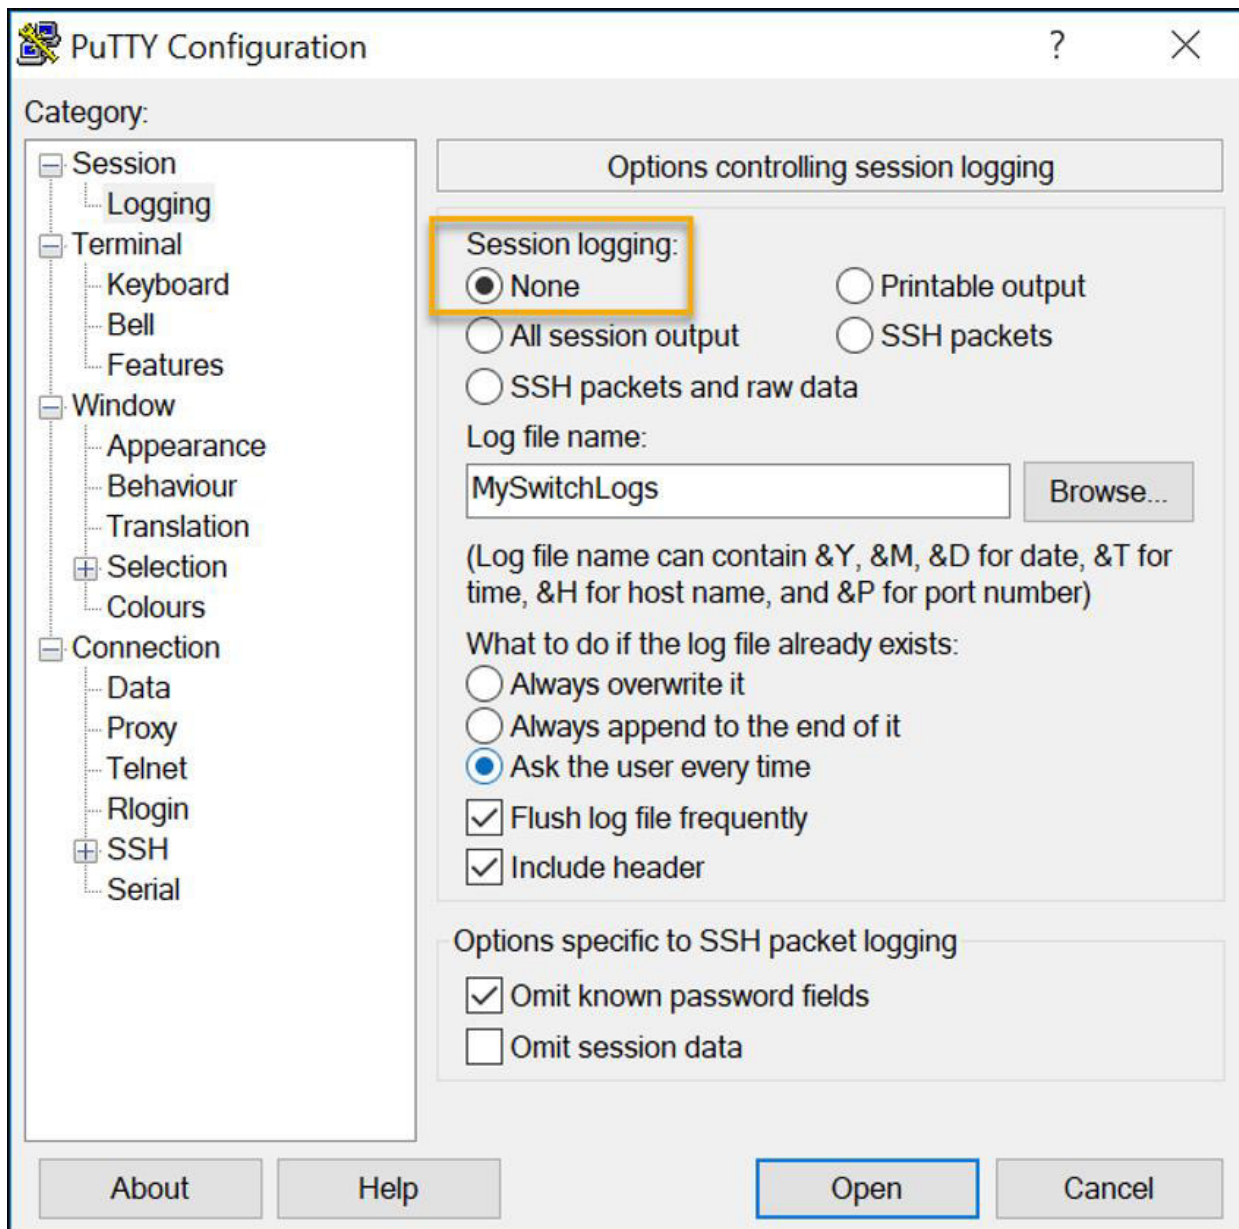 PuTTY Configuration
?
Category:
Session
Logging
Terminal
Keyboard
Bell
Features
Window
Appearance
Behaviour
Translation
Selection
Colours
Connection
Data
Proxy
Telnet
Rlogin
SSH
Serial
Options controlling session logging
Session logging:
None
Printable output
All session output
SSH packets
SSH packets and raw data
Log file name:
MySwitchLogs
Browse...
(Log file name can contain &Y, &M, &D for date, &T for
time, &H for host name, and &P for port number)
What to do if the log file already exists:
Always overwrite it
Always append to the end of it
Ask the user every time
Flush log file frequently
Include header
Options specific to SSH packet logging
Omit known password fields
Omit session data
About
Help
Open
Cancel